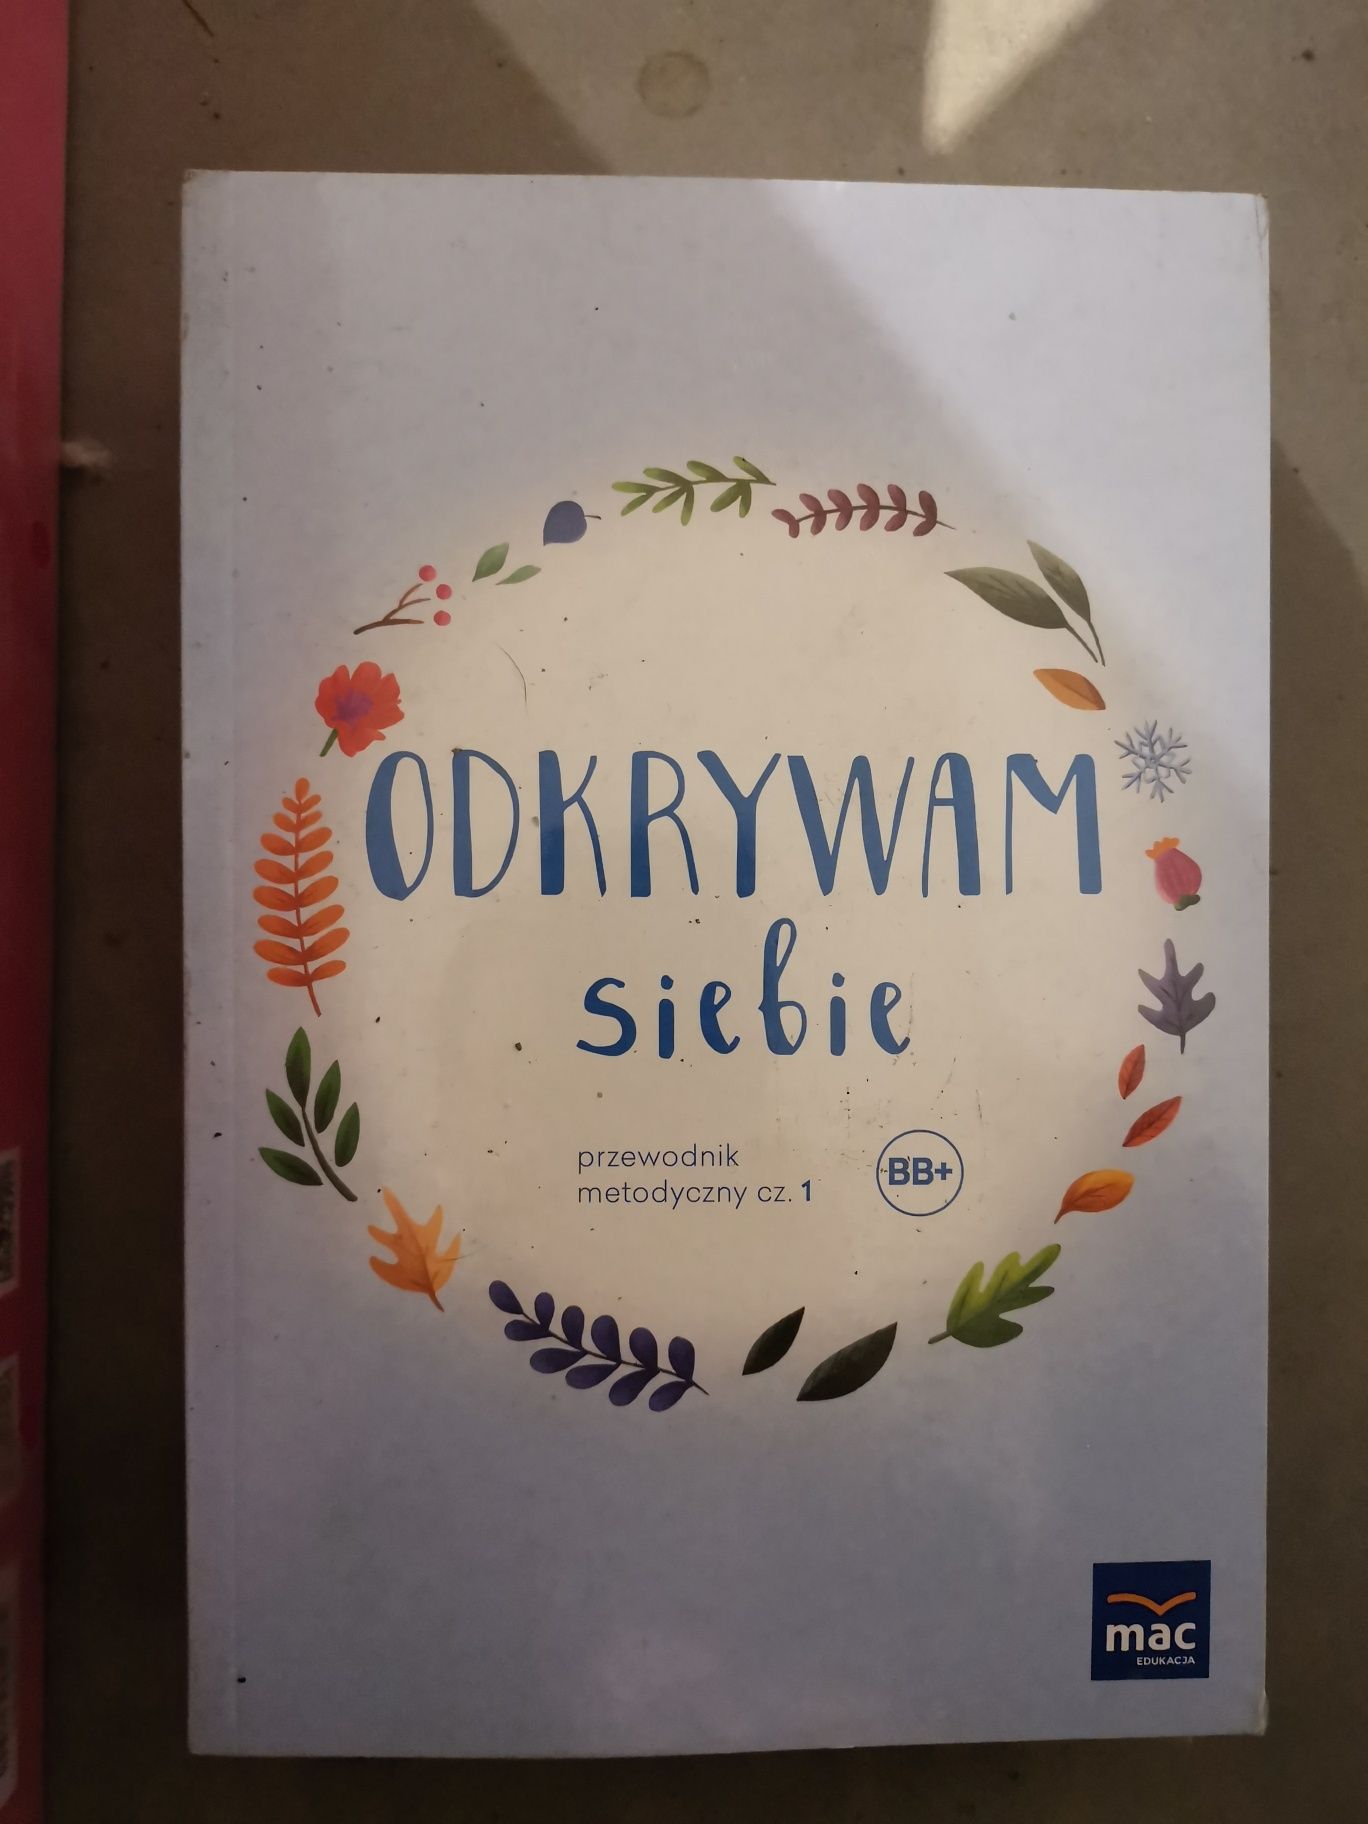 ODKRYWAM
siebie
przewodnik
metodyczny cz. 1
BB+
mac
EDUKACJA